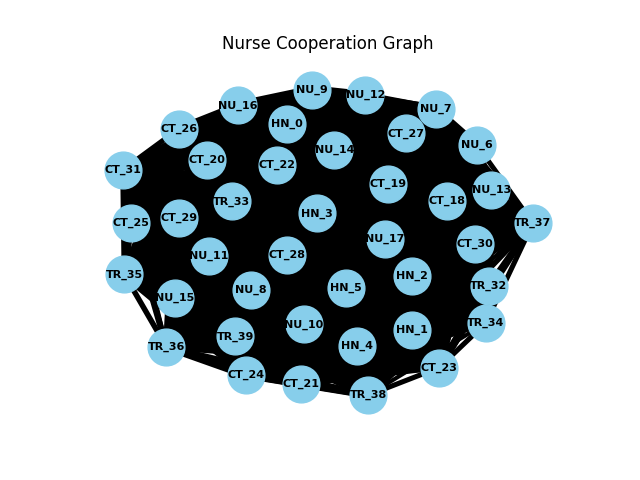 Nurse Cooperation Graph
NU_9
NU_12
NU_16
NU_7
HN_0
CT_26
CT_27
NU_6
NU_14
CT_20
CT_22
CT_31
CT_19
NU_13
TR_33
CT_18
HN_3
CT_29
CT_25
TR_37
NU_17
CT_30
CT_28
NU_11
TR_35
HN_2
TR_32
HN_5
NU_8
NU_15
TR_34
NU_10
HN_1
TR_39
HN_4
TR_36
CT_23
CT_24
CT_21
TR_38